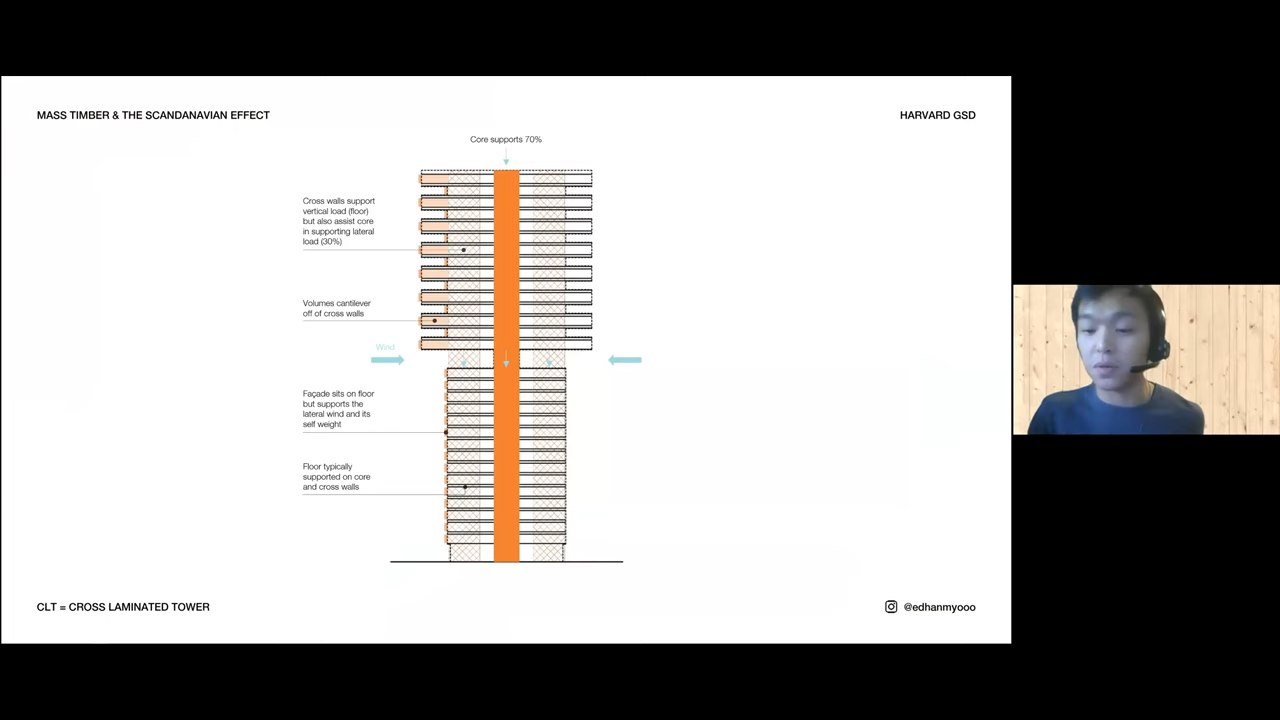 MASS TIMBER & THE SCANDANAVIAN EFFECT
HARVARD GSD
Core supports 70%
Cross walls support
vertical load (floor)
but also assist core
in supporting lateral
load (30%)
Volumes cantilever
off of cross walls
Wind
Façade sits on floor
but supports the
lateral wind and its
self weight
Floor typically
supported on core
and cross walls
CLT = CROSS LAMINATED TOWER
@edhanmyooo